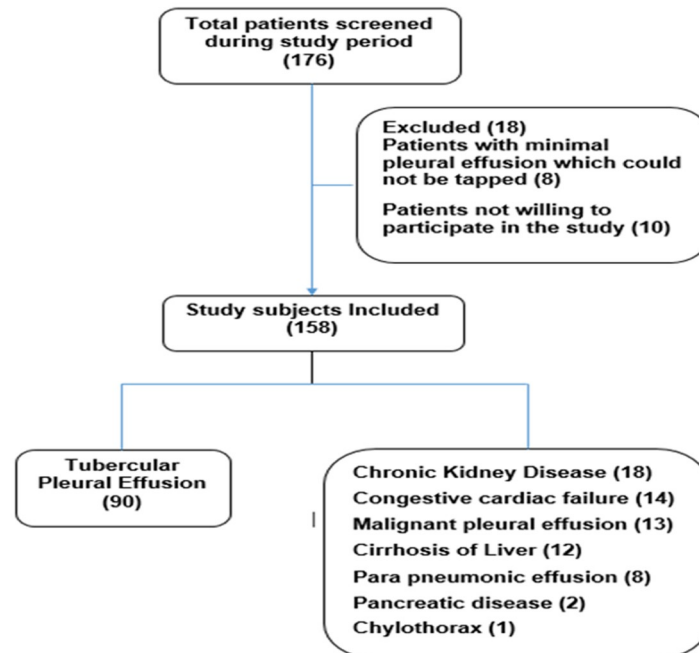 Total patients screened
during study period
(176)
Excluded (18)
Patients with minimal
pleural effusion which could
not be tapped (8)
Patients not willing to
participate in the study (10)
Study subjects Included
(158)
Tubercular
Pleural Effusion
(90)
Chronic Kidney Disease (18)
Congestive cardiac failure (14)
Malignant pleural effusion (13)
Cirrhosis of Liver (12)
Para pneumonic effusion (8)
Pancreatic disease (2)
Chylothorax (1)